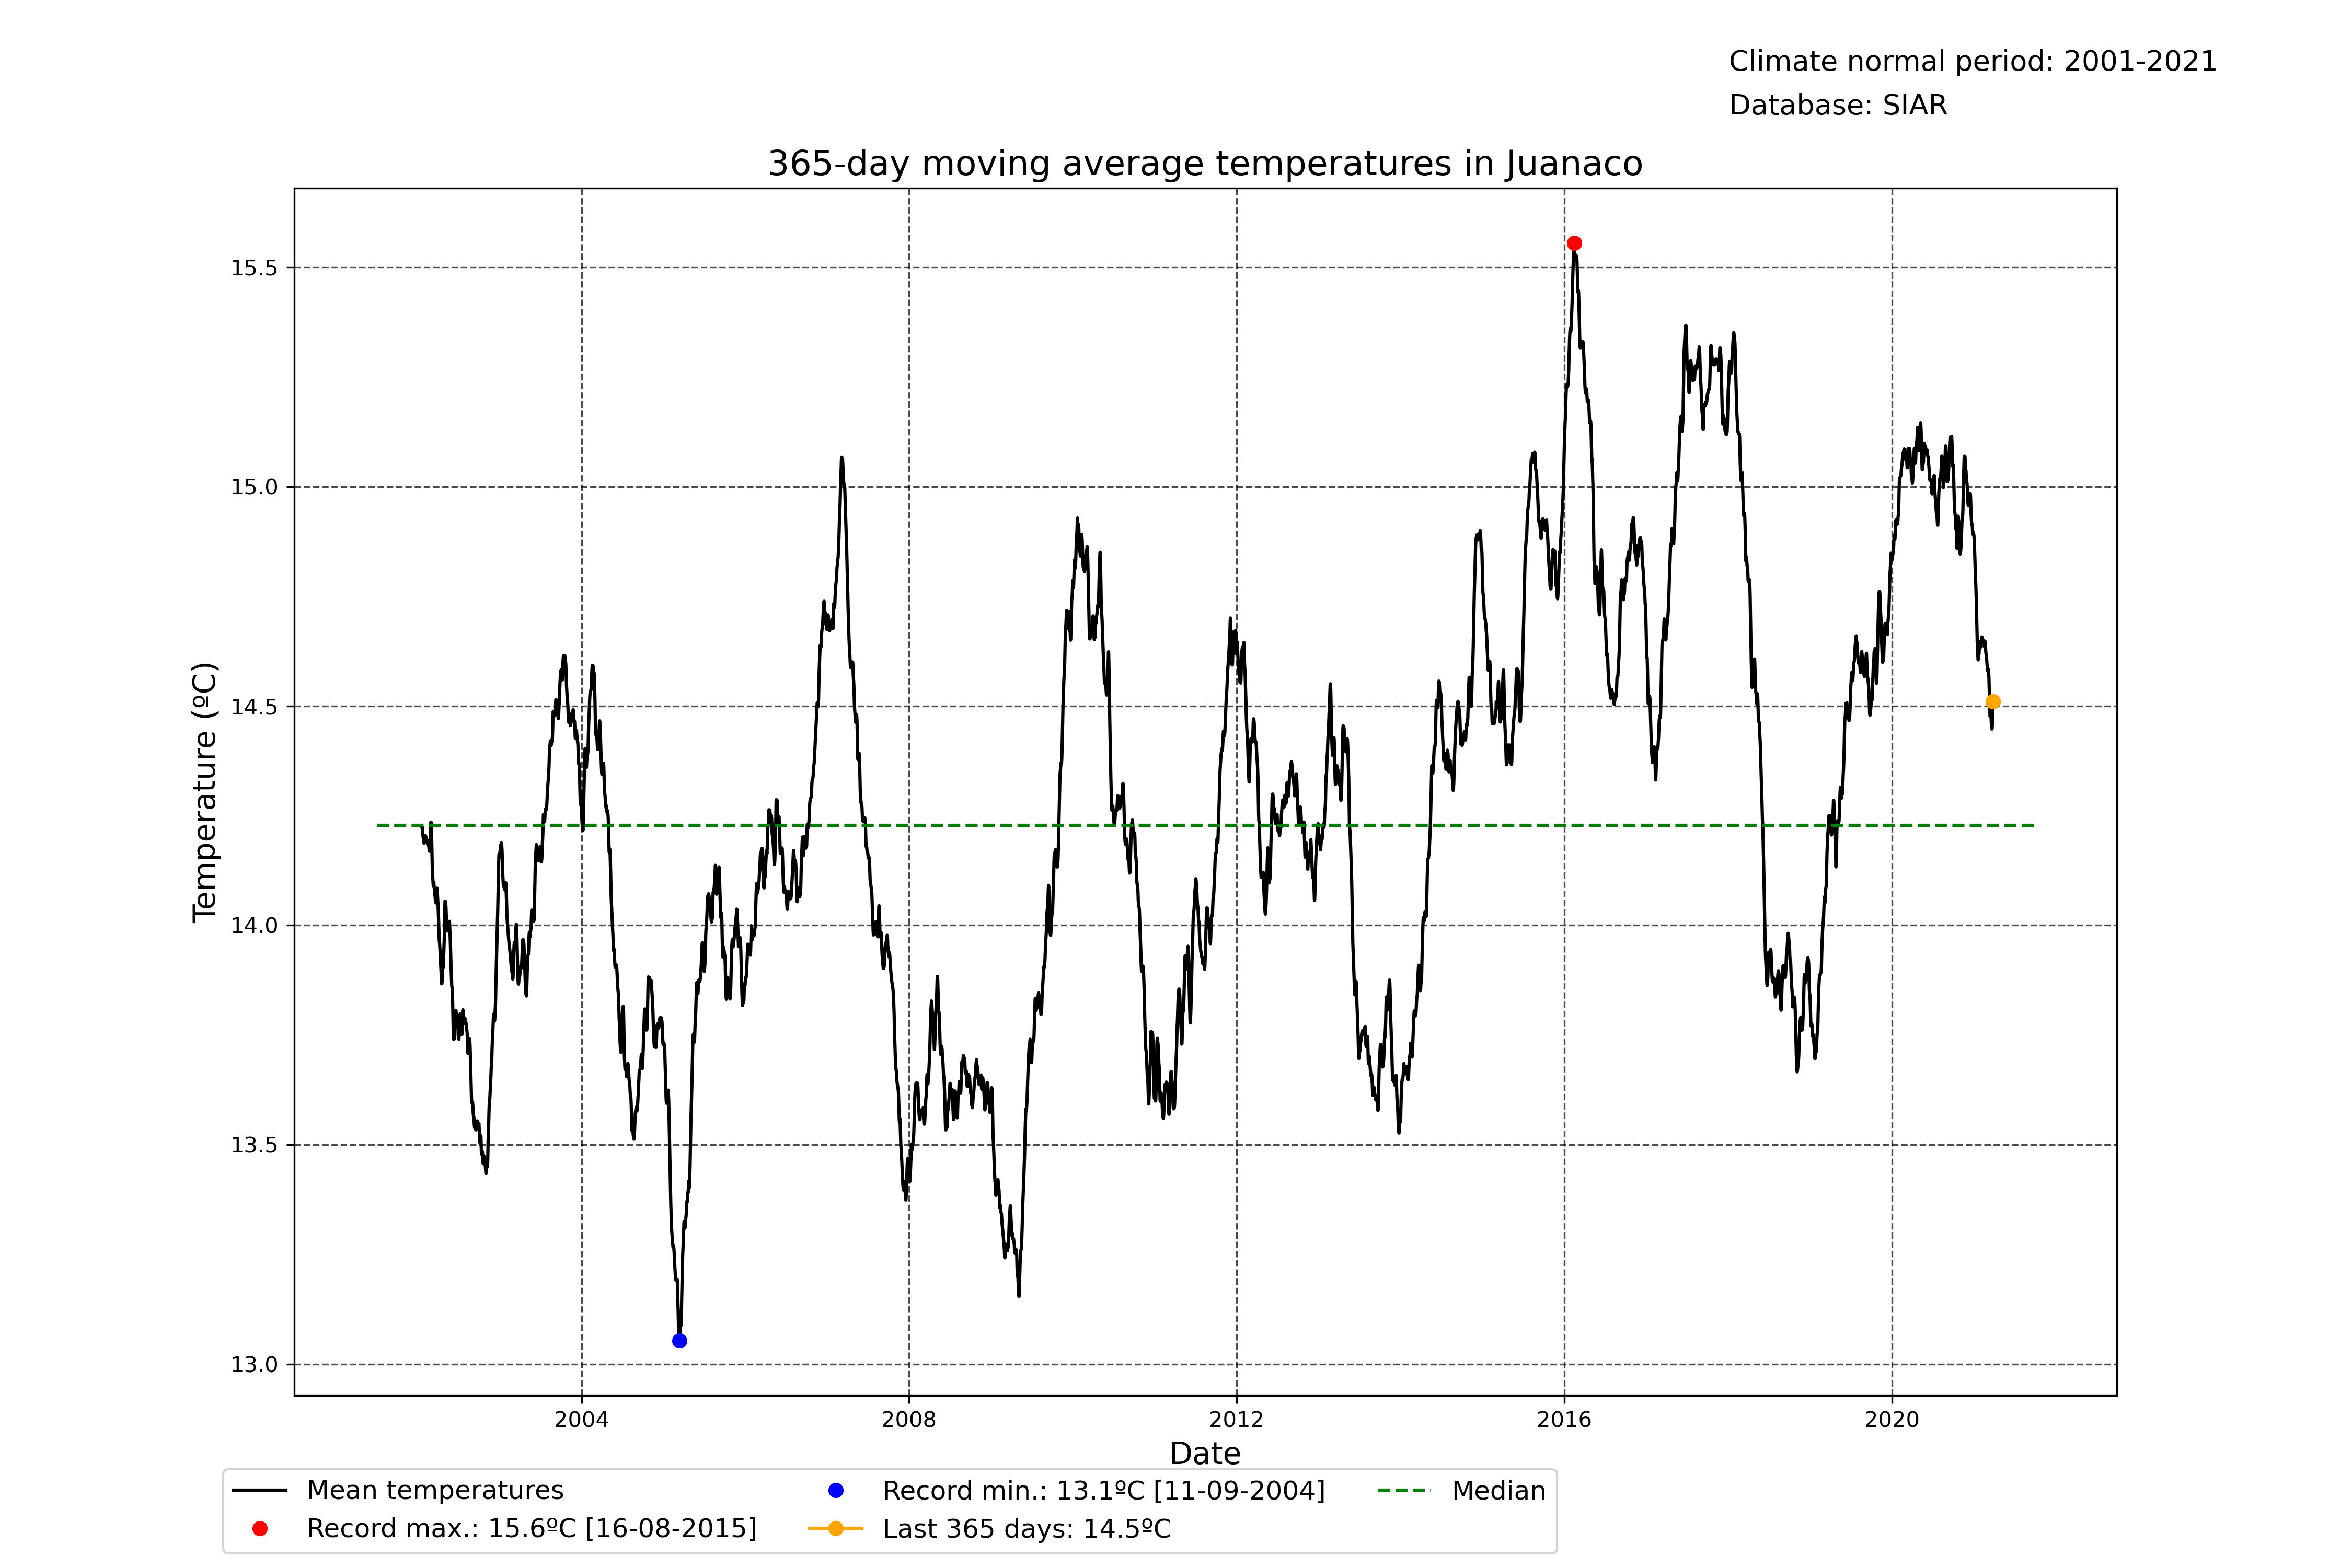 Climate normal period: 2001-2021
Database: SIAR
365-day moving average temperatures in Juanaco
Temperature (ºC)
15.5
15.0
14.5
14.0
13.5
13.0
2004
2008
2012
2016
2020
Date
Mean temperatures
Record max.: 15.6ºC [16-08-2015]
Record min.: 13.1ºC [11-09-2004]
Last 365 days: 14.5ºC
Median